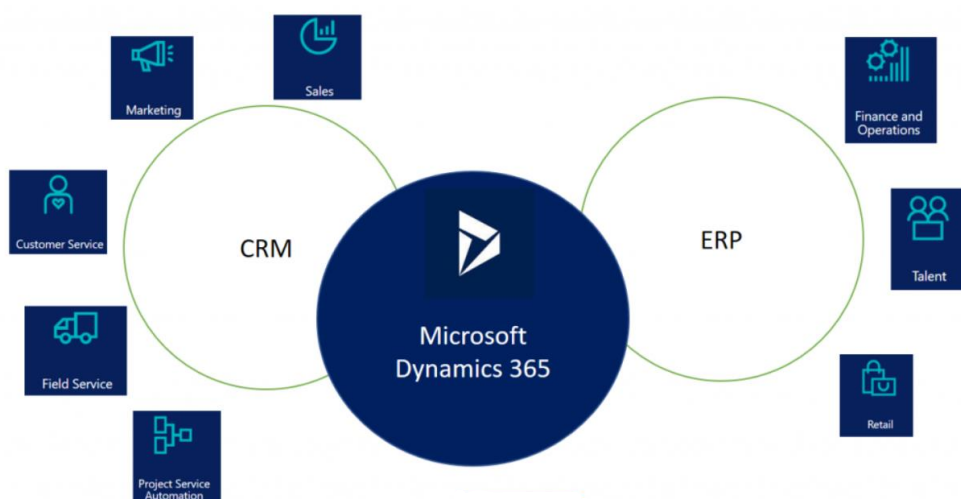 Sales
Marketing
Finance and
Operations
Customer Service
CRM
ERP
Talent
Microsoft
Dynamics 365
Field Service
Retail
Project Service
Automation